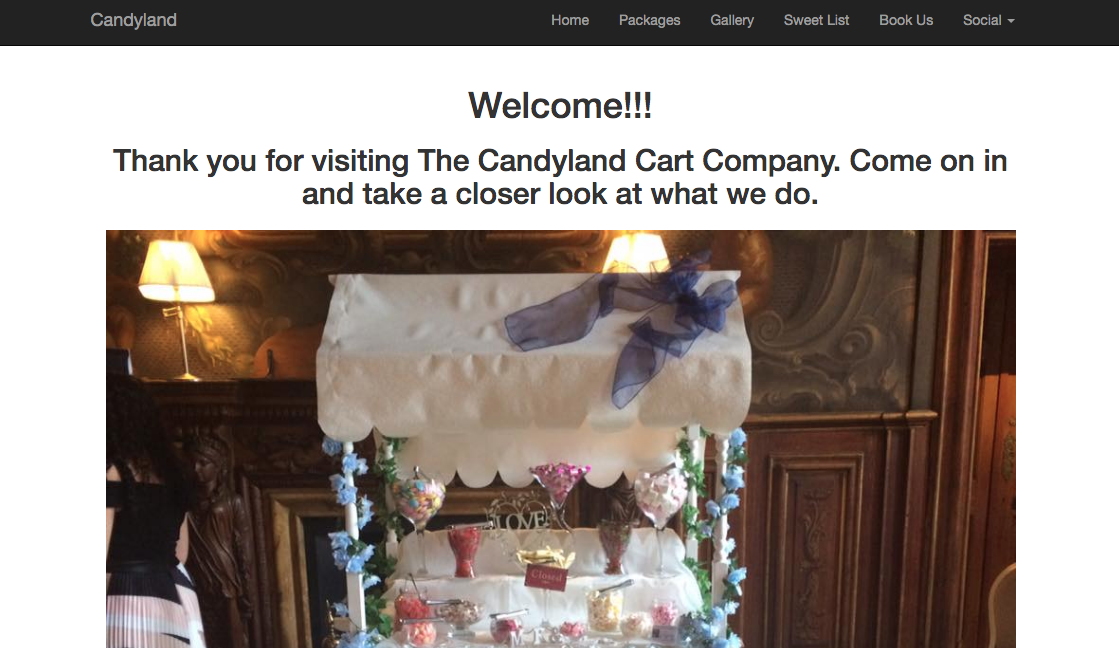 Candyland Home Packages Gallery Sweet List Book Us Social
Welcome!!!
Thank you for visiting The Candyland Cart Company. Come on in
and take a closer look at what we do.
LOVE
Closed